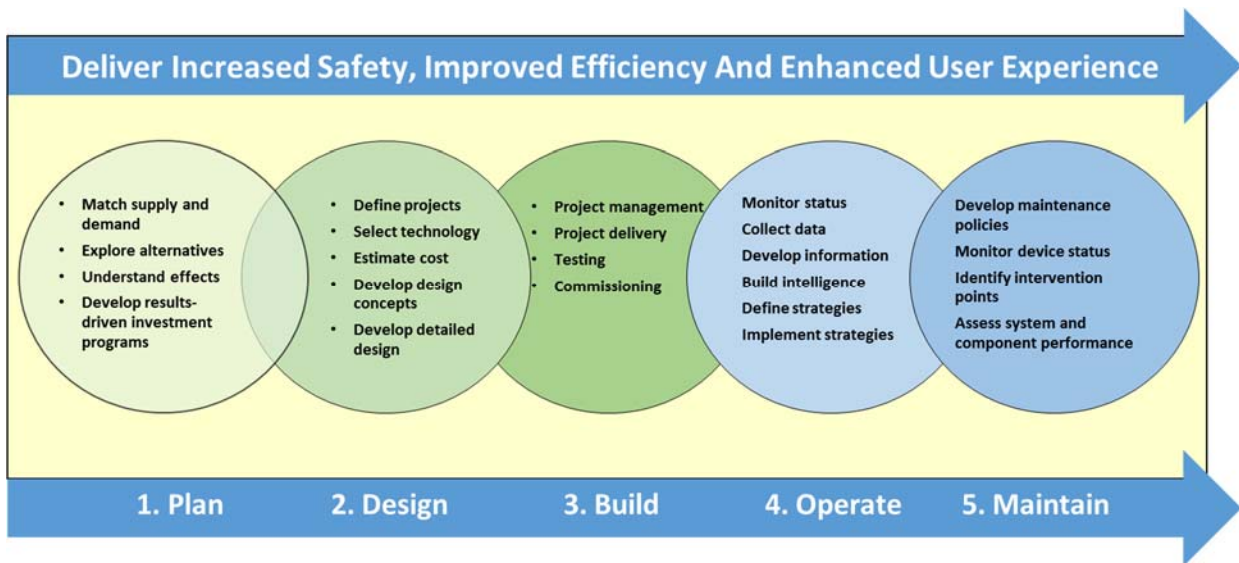 Deliver Increased Safety, Improved Efficiency And Enhanced User Experience
• Match supply and
demand
• Explore alternatives
• Understand effects
• Develop results-
driven investment
programs
• Define projects
• Select technology
• Estimate cost
• Develop design
concepts
• Develop detailed
design
• Project management
• Project delivery
• Testing
• Commissioning
Monitor status
Collect data
Develop information
Build intelligence
Define strategies
Implement strategies
Develop maintenance
policies
Monitor device status
Identify intervention
points
Assess system and
component performance
1. Plan
2. Design
3. Build
4. Operate
5. Maintain